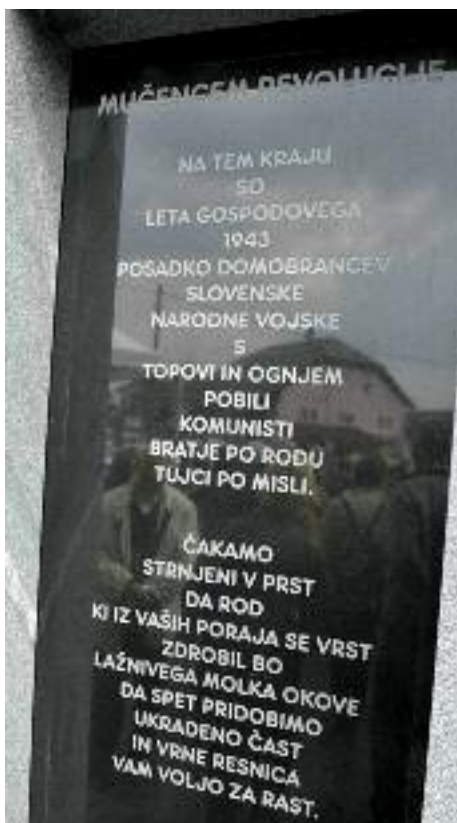 MUČENCEM REVOLUCIJE
NA TEM KRAJU
SO
LETA GOSPODOVEGA
1943
POSADKO DOMOBRANCEV
SLOVENSKE
NARODNE VOJSKE
S
TOPOVI IN OGNJEM
POBILI
KOMUNISTI
BRATJE PO RODU
TUJCI PO MISLI.
ČAKAMO
STRNJENI V PRST
DA ROD
KI IZ VAŠIH PORAJA SE VRST
ZDROBIL BO
LAŽNIVEGA MOLKA OKOVE
DA SPET PRIDOBIMO
UKRADENO ČAST
IN VRNE RESNICA
VAM VOLJO ZA RAST.